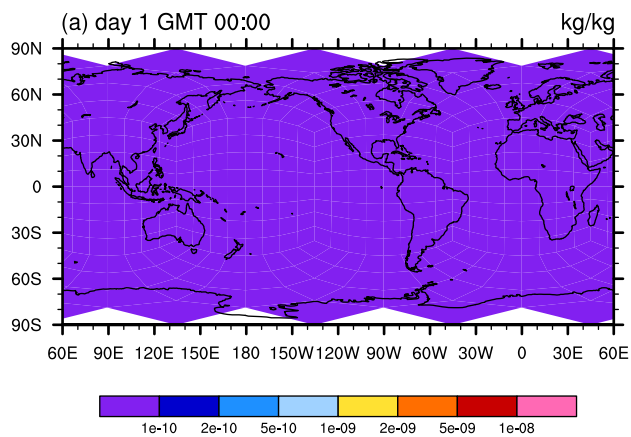 (a) day 1 GMT 00:00 kg/kg
90N
60N
30N
0
30S
60S
90S
60E 90E 120E 150E 180 150W 120W 90W 60W 30W 0 30E 60E
1e-10 2e-10 5e-10 1e-09 2e-09 5e-09 1e-08